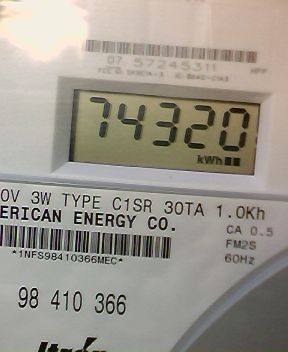 07 57245311
74320
kWh
0V 3W TYPE C1SR 30TA 1.0Kh
ERICAN ENERGY CO.
CA 0.5
FM2S
60Hz
*1NFS98410366MEC*
98 410 366
Itron